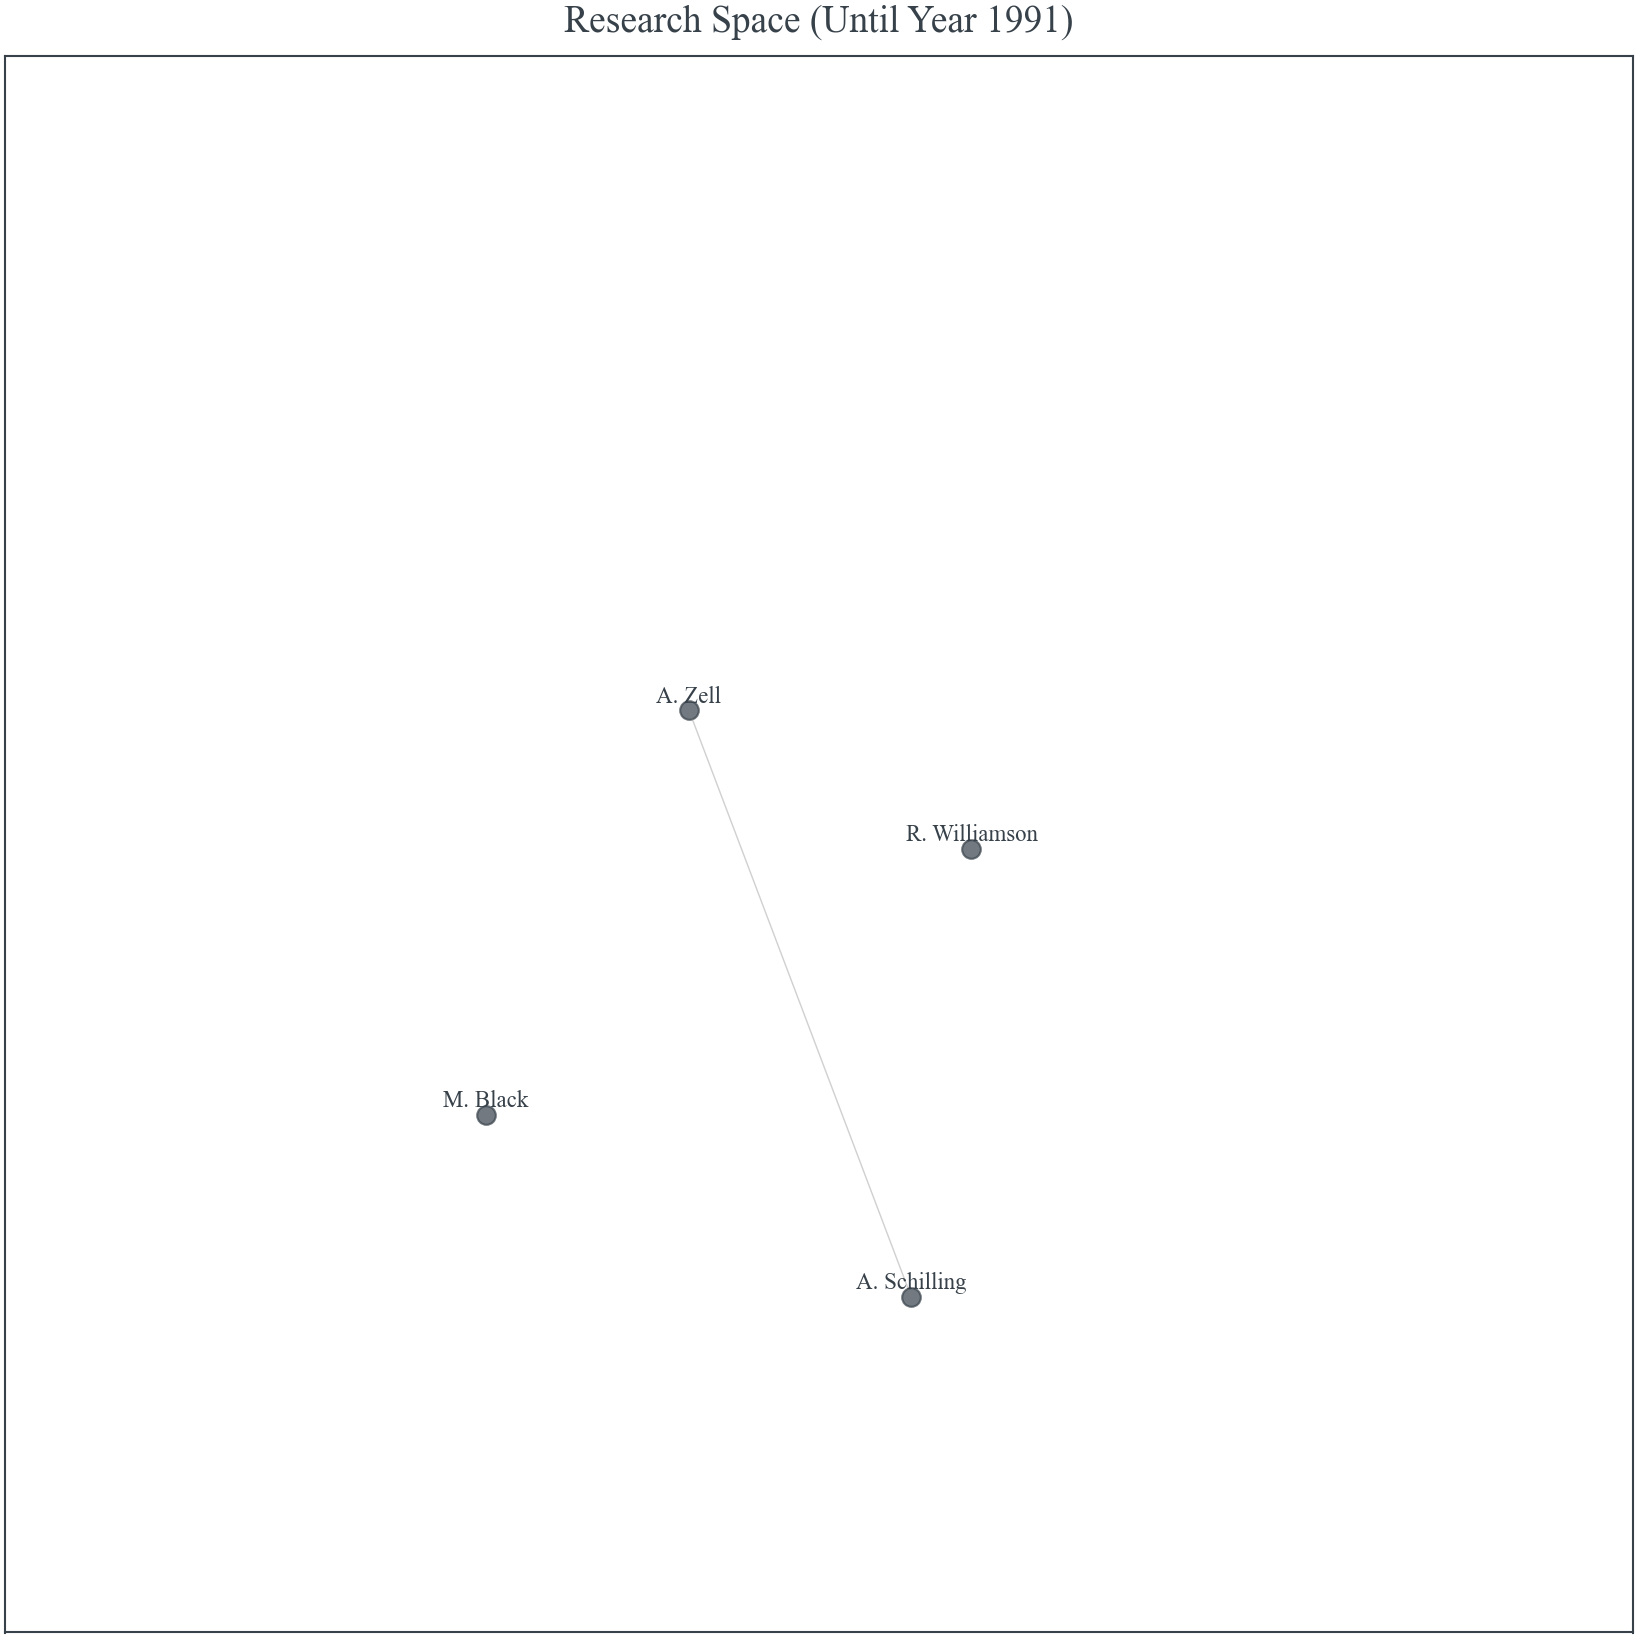 Research Space (Until Year 1991)
A. Zell
R. Williamson
M. Black
A. Schilling